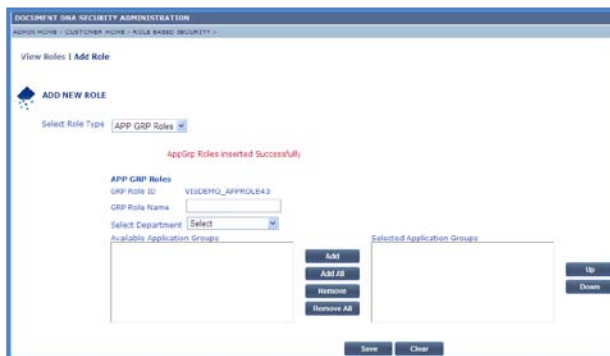 DOCUMENT DNA SECURITY ADMINISTRATION
ADMIN HOME - CUSTOMER HOME - ROLE BASED SECURITY -
View Roles | Add Role
ADD NEW ROLE
Select Role Type APP GRP Roles
AppGrp Roles inserted Successfully
APP GRP Roles
GRP Role ID VISDEMO_APPROLE43
GRP Role Name
Select Department Select
Available Application Groups Selected Application Groups
Add
Add All
Remove
Remove All
Up
Down
Save Clear